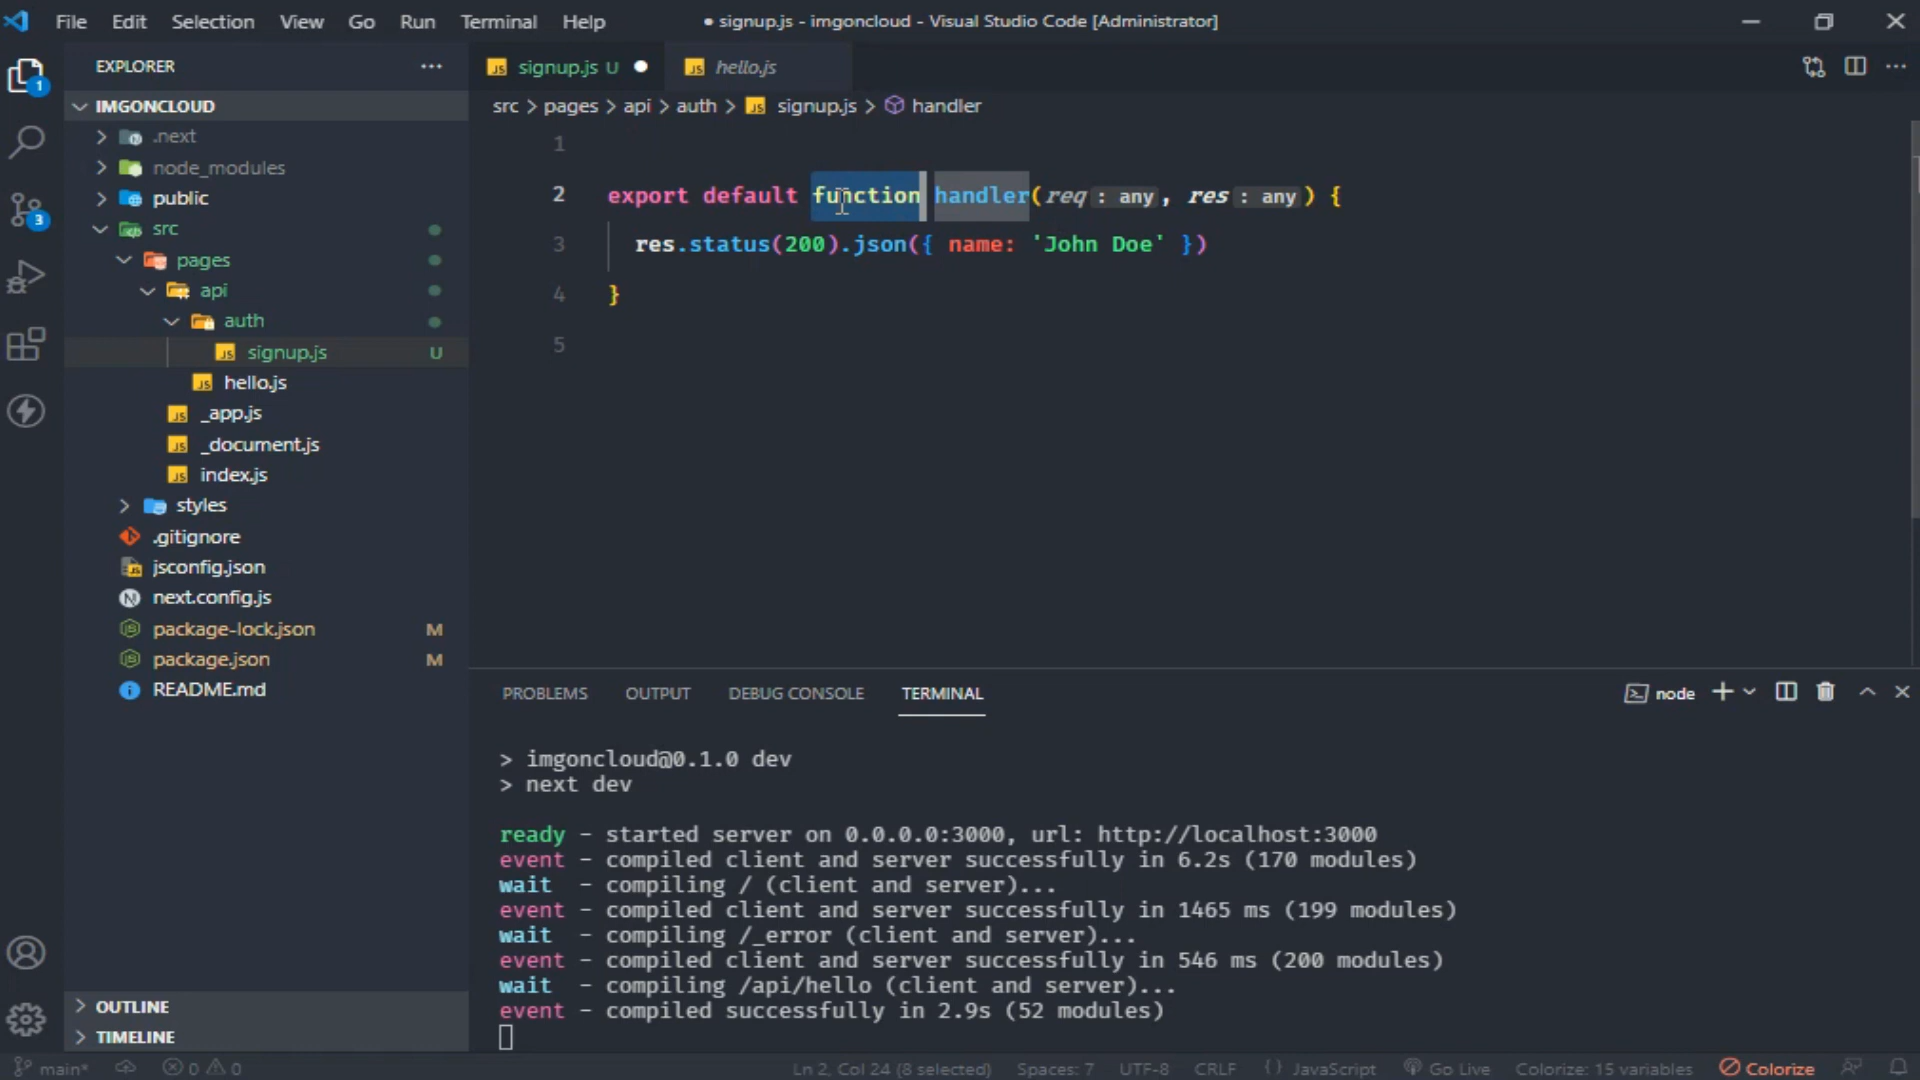 File Edit Selection View Go Run Terminal Help
● signup.js - imgoncloud - Visual Studio Code [Administrator]
EXPLORER
IMGONCLOUD
.next
node_modules
public
src
pages
api
auth
signup.js U
hello.js
_app.js
_document.js
index.js
styles
.gitignore
jsconfig.json
next.config.js
package-lock.json M
package.json M
README.md
OUTLINE
TIMELINE
1
3
signup.js U ● hello.js
src > pages > api > auth > signup.js > handler
1
2 export default function handler(req: any, res: any) {
3 res.status(200).json({ name: 'John Doe' })
4 }
5
PROBLEMS OUTPUT DEBUG CONSOLE TERMINAL
node
> imgoncloud@0.1.0 dev
> next dev
ready - started server on 0.0.0.0:3000, url: http://localhost:3000
event - compiled client and server successfully in 6.2s (170 modules)
wait - compiling / (client and server)...
event - compiled client and server successfully in 1465 ms (199 modules)
wait - compiling /_error (client and server)...
event - compiled client and server successfully in 546 ms (200 modules)
wait - compiling /api/hello (client and server)...
event - compiled successfully in 2.9s (52 modules)
main* 0 0 Ln 2, Col 24 (8 selected) Spaces: 7 UTF-8 CRLF { } JavaScript Go Live Colorize: 15 variables Colorize